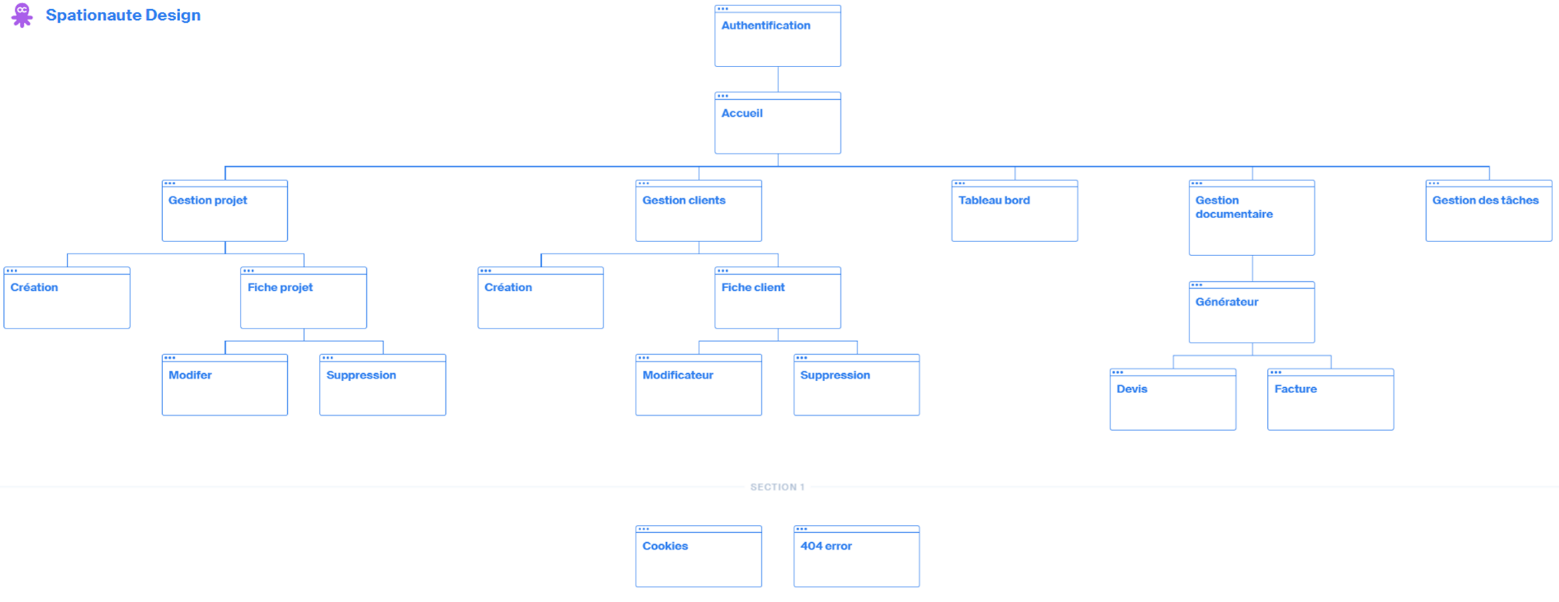 Spationaute Design
Authentification
Accueil
Gestion projet
Gestion clients
Tableau bord
Gestion
documentaire
Gestion des tâches
Création
Fiche projet
Création
Fiche client
Générateur
Modifer
Suppression
Modificateur
Suppression
Devis
Facture
SECTION 1
Cookies
404 error